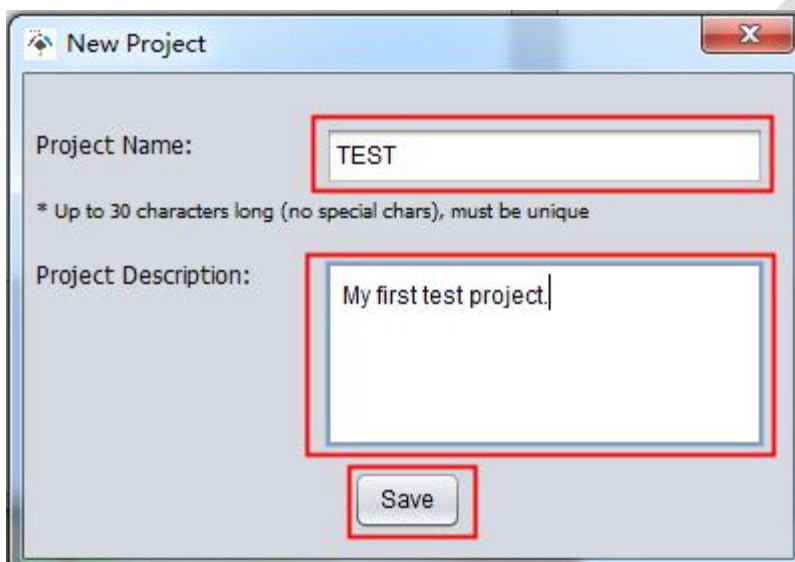 New Project
Project Name:
TEST
* Up to 30 characters long (no special chars), must be unique
Project Description:
My first test project.
Save